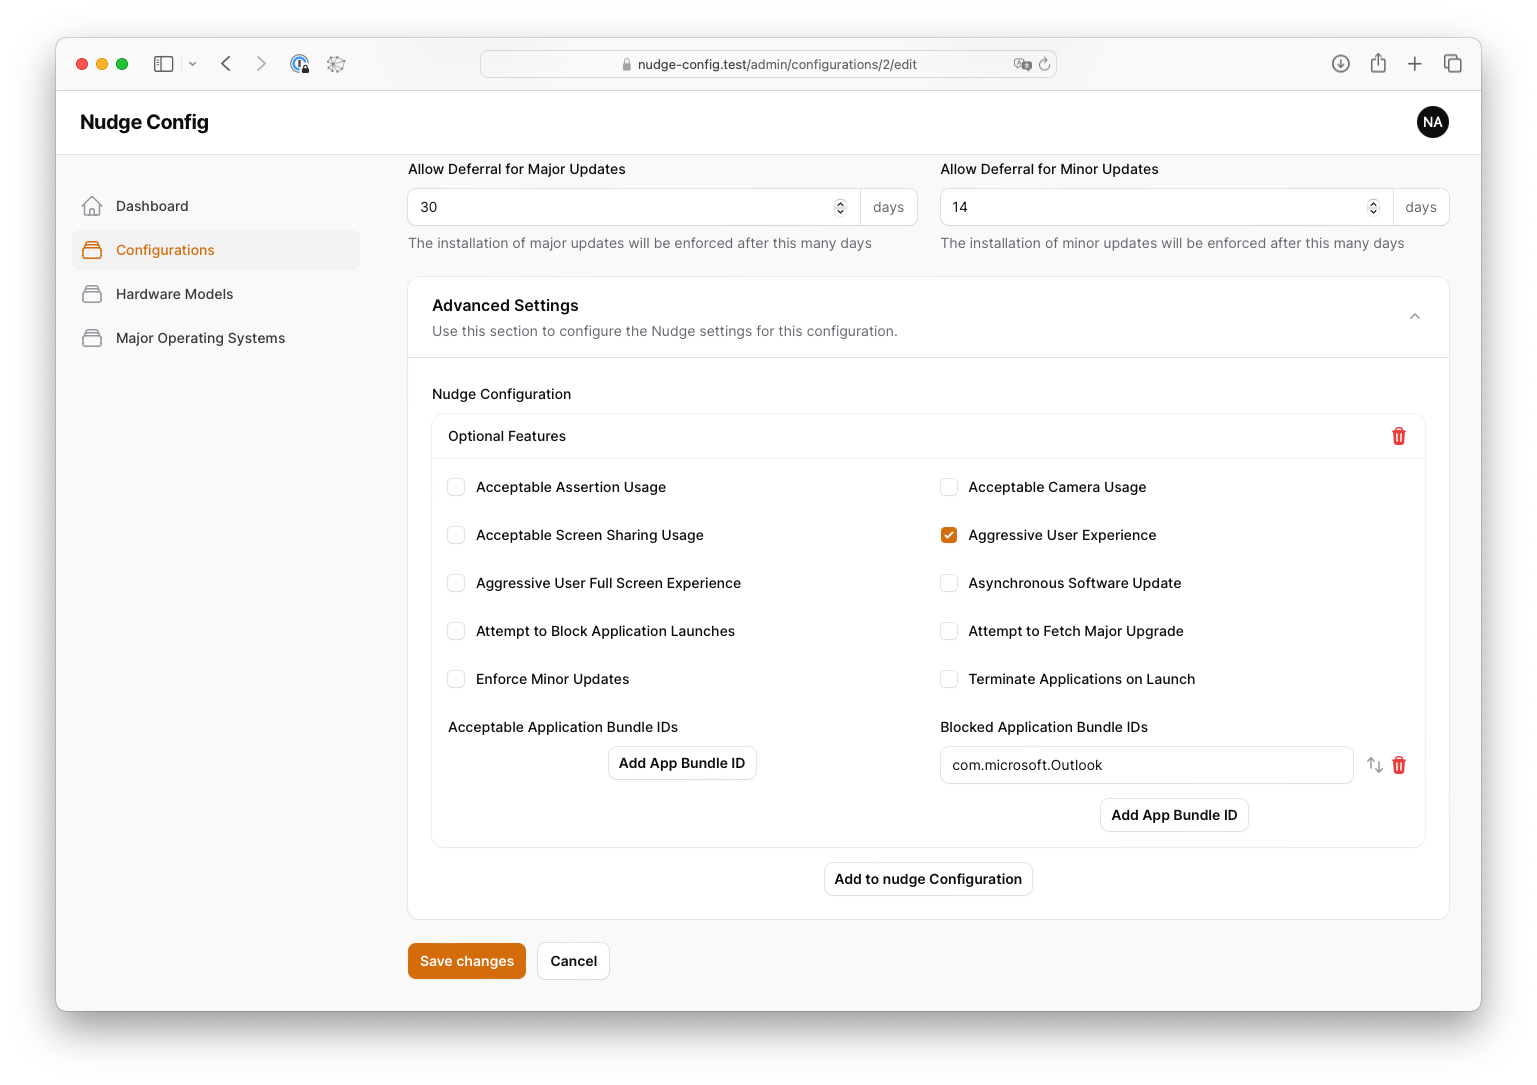 nudge-config.test/admin/configurations/2/edit
Nudge Config
NA
Dashboard
Configurations
Hardware Models
Major Operating Systems
Allow Deferral for Major Updates
30
days
The installation of major updates will be enforced after this many days
Allow Deferral for Minor Updates
14
days
The installation of minor updates will be enforced after this many days
Advanced Settings
Use this section to configure the Nudge settings for this configuration.
Nudge Configuration
Optional Features
Acceptable Assertion Usage
Acceptable Camera Usage
Acceptable Screen Sharing Usage
Aggressive User Experience
Aggressive User Full Screen Experience
Asynchronous Software Update
Attempt to Block Application Launches
Attempt to Fetch Major Upgrade
Enforce Minor Updates
Terminate Applications on Launch
Acceptable Application Bundle IDs
Add App Bundle ID
Blocked Application Bundle IDs
com.microsoft.Outlook
Add App Bundle ID
Add to nudge Configuration
Save changes
Cancel